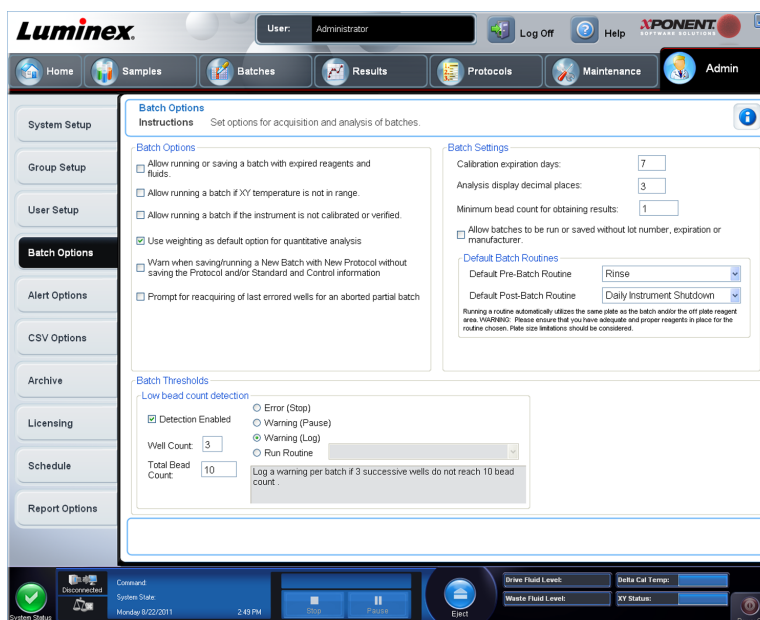 Luminex.
User: Administrator
Log Off
Help
XPONENT.
SOFTWARE SOLUTIONS
Home
Samples
Batches
Results
Protocols
Maintenance
Admin
System Setup
Group Setup
User Setup
Batch Options
Alert Options
CSV Options
Archive
Licensing
Schedule
Report Options
Batch Options
Instructions Set options for acquisition and analysis of batches.
Batch Options
Allow running or saving a batch with expired reagents and
fluids.
Allow running a batch if XY temperature is not in range.
Allow running a batch if the instrument is not calibrated or verified.
Use weighting as default option for quantitative analysis
Warn when saving/running a New Batch with New Protocol without
saving the Protocol and/or Standard and Control information
Prompt for reacquiring of last errored wells for an aborted partial batch
Batch Settings
Calibration expiration days: 7
Analysis display decimal places: 3
Minimum bead count for obtaining results: 1
Allow batches to be run or saved without lot number, expiration or
manufacturer.
Default Batch Routines
Default Pre-Batch Routine Rinse
Default Post-Batch Routine Daily Instrument Shutdown
Running a routine automatically utilizes the same plate as the batch and/or the off plate reagent
area. WARNING: Please ensure that you have adequate and proper reagents in place for the
routine chosen. Plate size limitations should be considered.
Batch Thresholds
Low bead count detection
Detection Enabled
Well Count: 3
Total Bead
Count: 10
Error (Stop)
Warning (Pause)
Warning (Log)
Run Routine
Log a warning per batch if 3 successive wells do not reach 10 bead
count .
System Status
Disconnected
Command:
System State:
Monday 8/22/2011 2:49 PM
Stop
Pause
Eject
Drive Fluid Level:
Waste Fluid Level:
Delta Cal Temp:
XY Status: